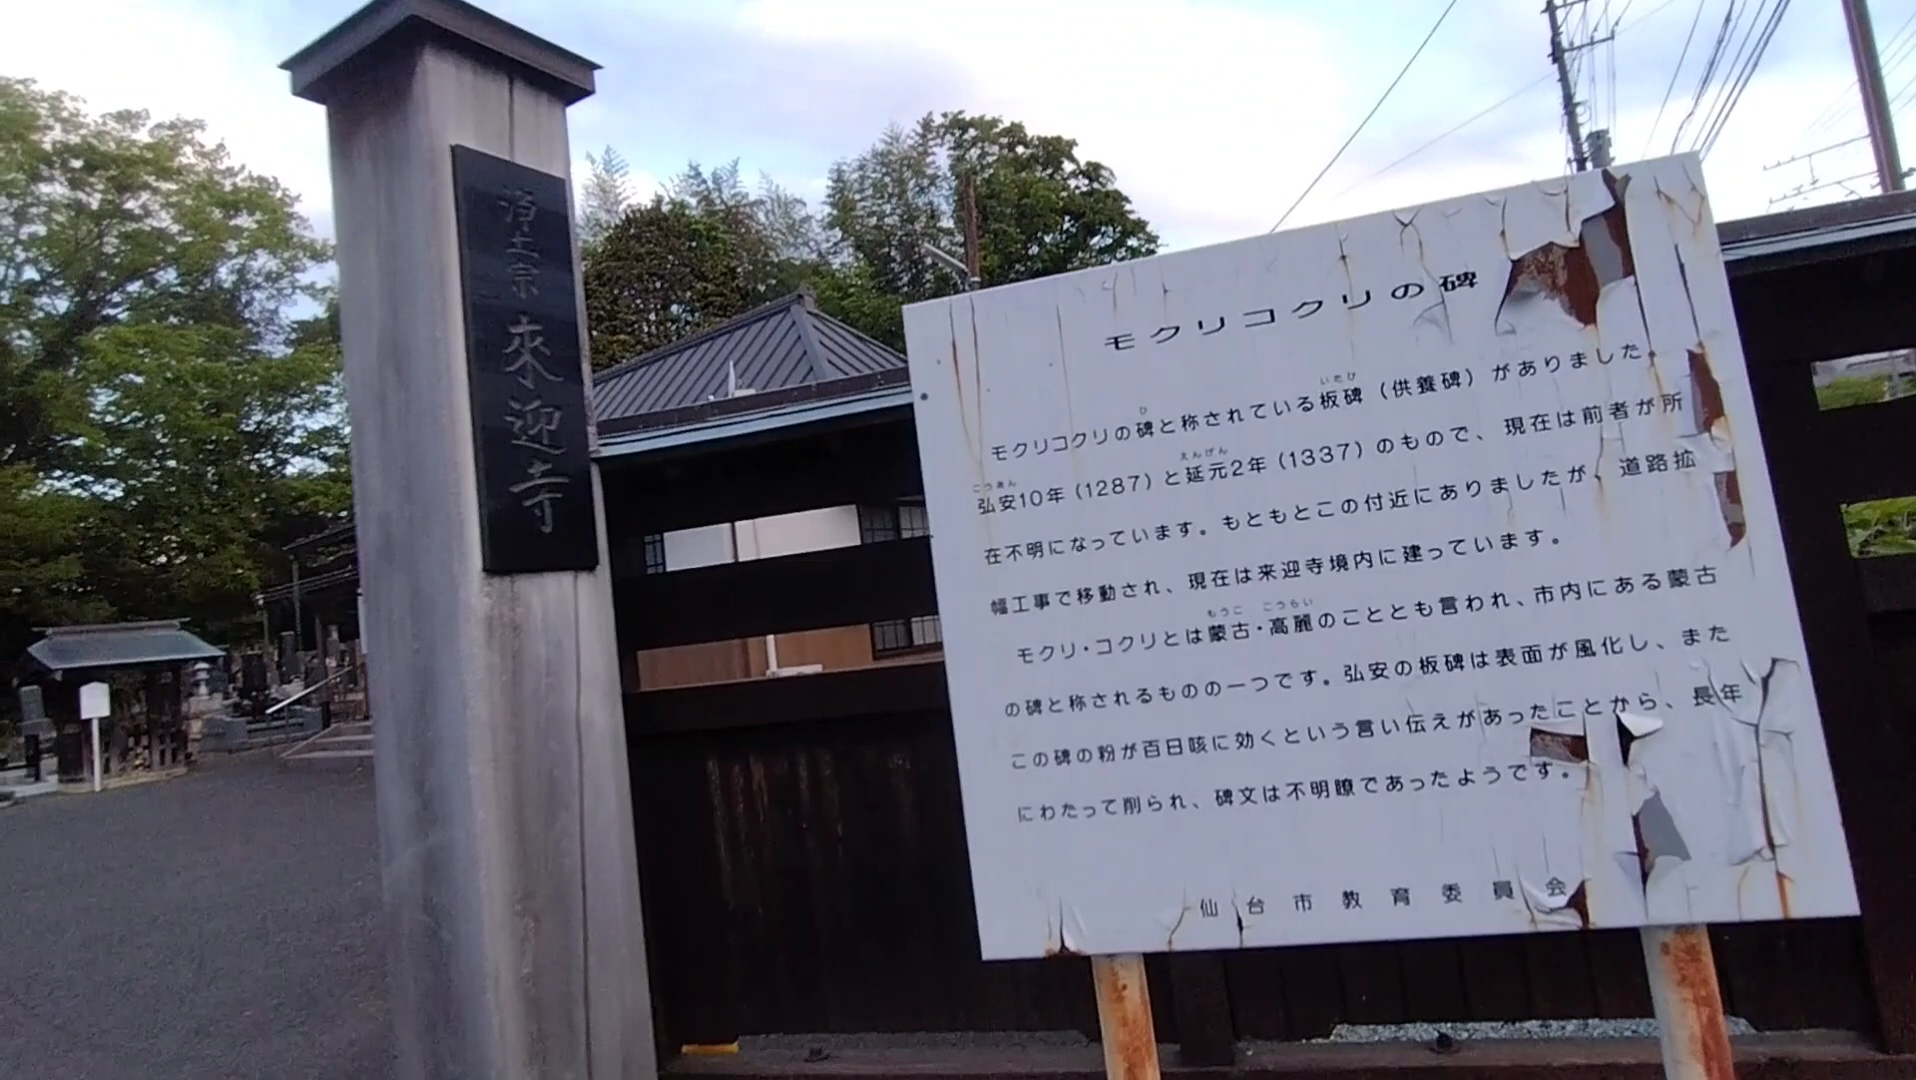 浄土宗
來迎寺
モクリコクリの碑
モクリコクリの碑と称されている板碑（供養碑）がありました。
弘安10年（1287）と延元2年（1337）のもので、現在は前者が所
在不明になっています。もともとこの付近にありましたが、道路拡
幅工事で移動され、現在は来迎寺境内に建っています。
モクリ・コクリとは蒙古・高麗のこととも言われ、市内にある蒙古
の碑と称されるものの一つです。弘安の板碑は表面が風化し、また
この碑の粉が百日咳に効くという言い伝えがあったことから、長年
にわたって削られ、碑文は不明瞭であったようです。
仙台市教育委員会